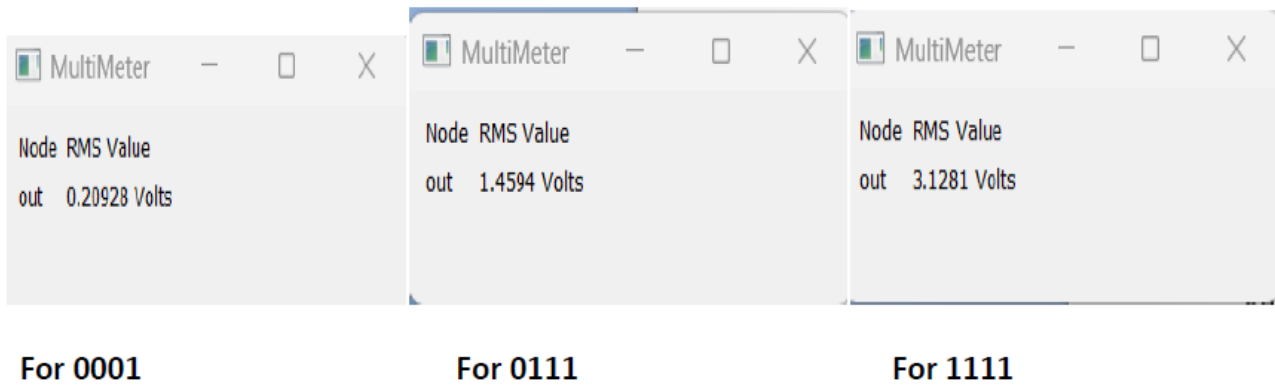 MultiMeter
Node RMS Value
out 0.20928 Volts
For 0001
MultiMeter
Node RMS Value
out 1.4594 Volts
For 0111
MultiMeter
Node RMS Value
out 3.1281 Volts
For 1111